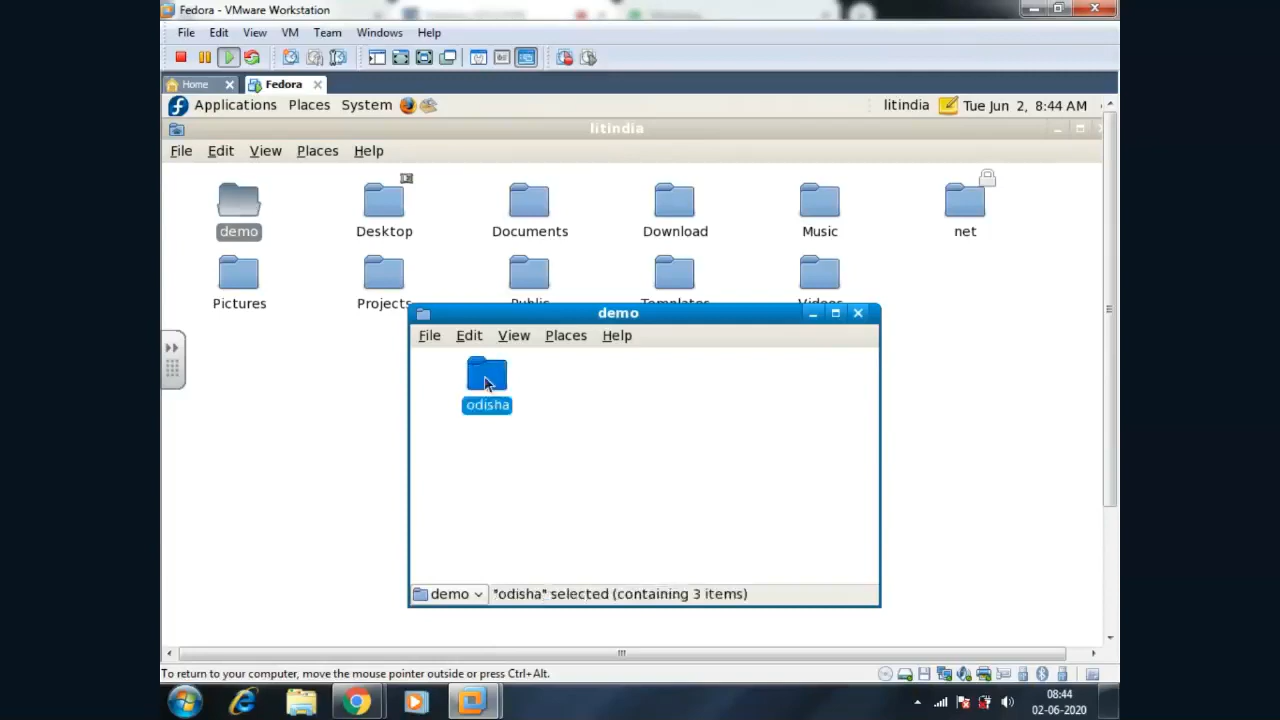 Fedora - VMware Workstation
File Edit View VM Team Windows Help
Home Fedora
Applications Places System litindia Tue Jun 2, 8:44 AM
litindia
File Edit View Places Help
demo Desktop Documents Download Music net
Pictures Projects Public Templates Videos
demo
File Edit View Places Help
odisha
demo "odisha" selected (containing 3 items)
To return to your computer, move the mouse pointer outside or press Ctrl+Alt.
08:44
02-06-2020